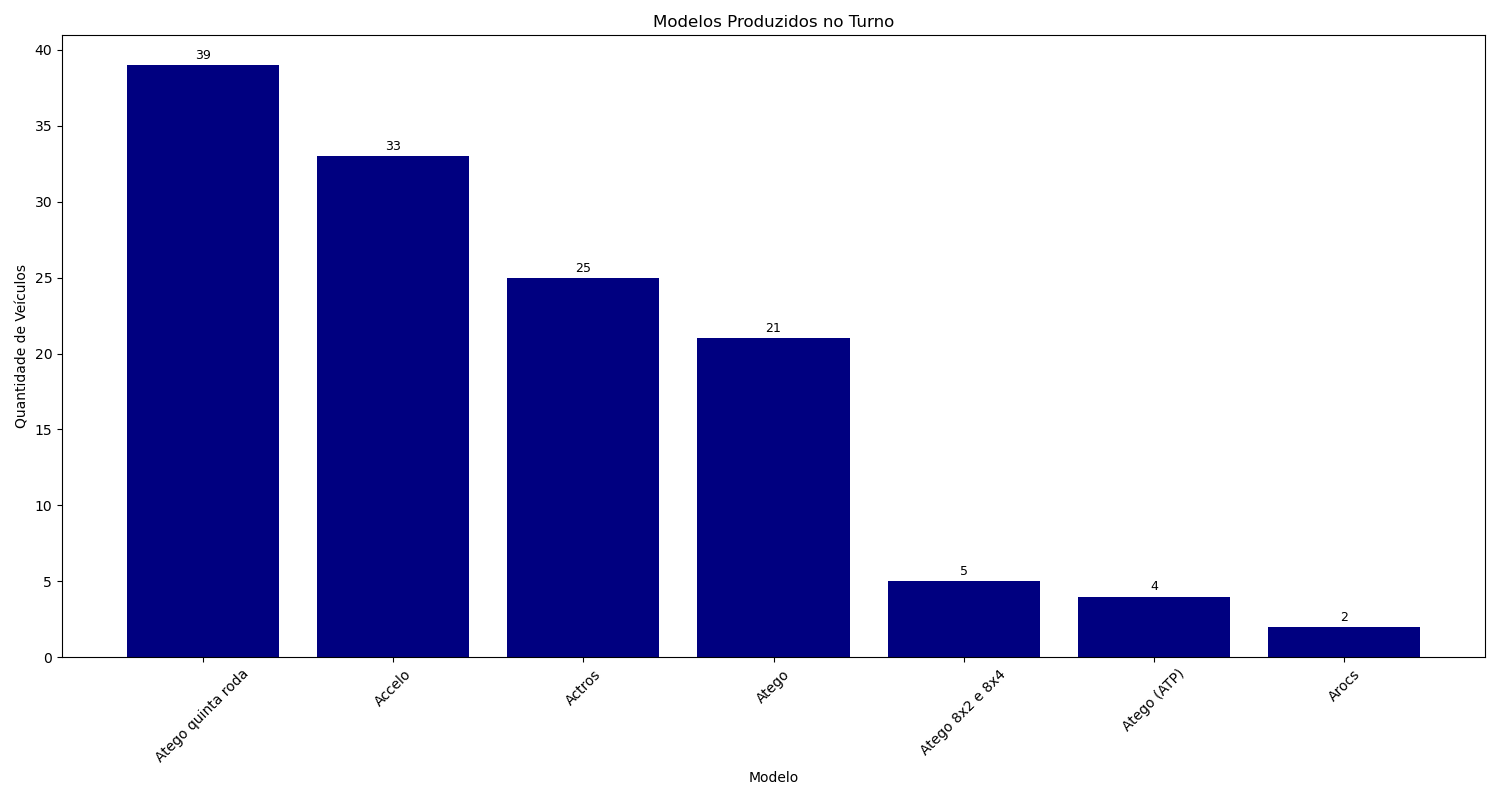 Modelos Produzidos no Turno
Quantidade de Veículos
40
35
30
25
20
15
10
5
0
39
33
25
21
5
4
2
Atego quinta roda
Accelo
Actros
Atego
Atego 8x2 e 8x4
Atego (ATP)
Arocs
Modelo